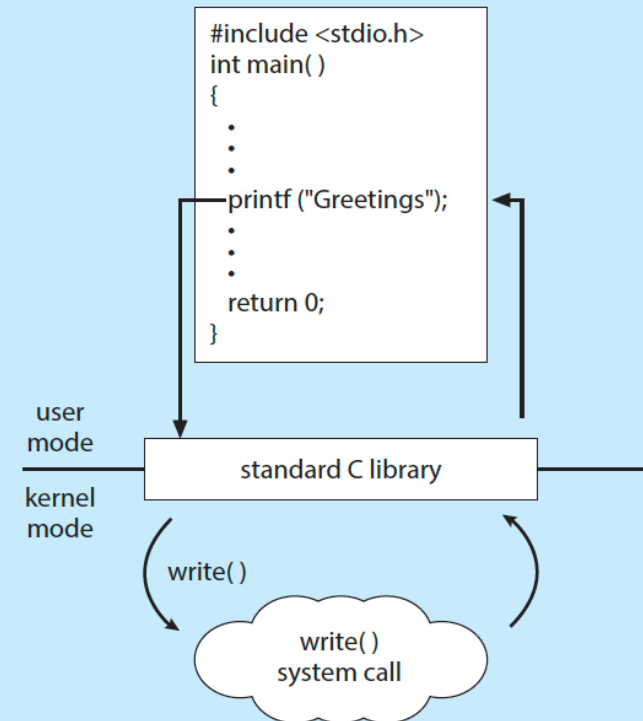 #include <stdio.h>
int main( )
{
•
•
•
printf ("Greetings");
•
•
•
return 0;
}
user
mode
standard C library
kernel
mode
write( )
write( )
system call